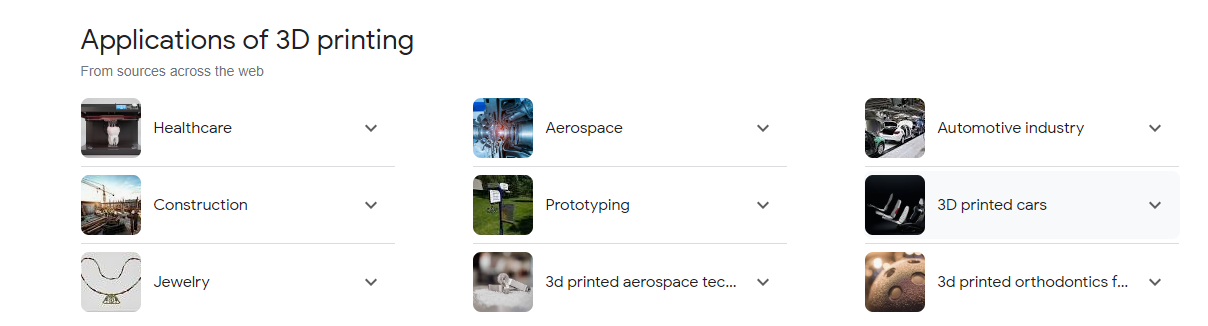 Applications of 3D printing
From sources across the web
Healthcare
Aerospace
Automotive industry
Construction
Prototyping
3D printed cars
Jewelry
3d printed aerospace tec...
3d printed orthodontics f...